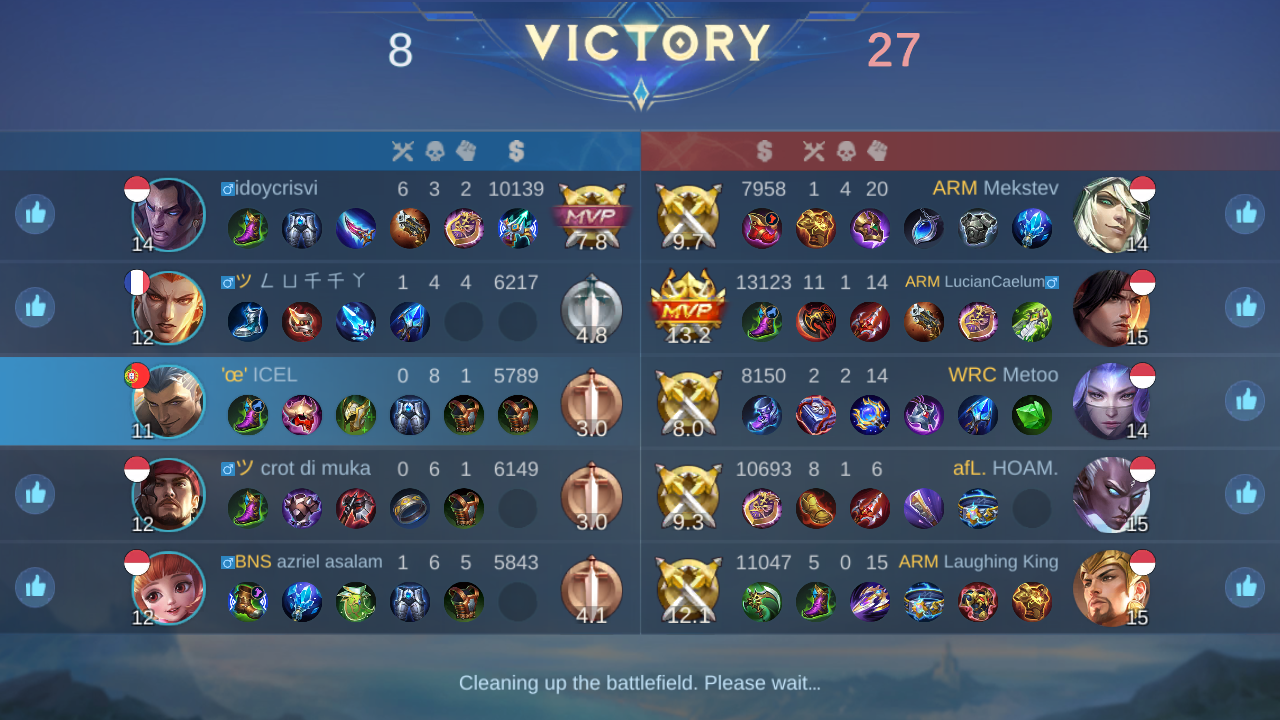 8 VICTORY 27
♂idoycrisvi 6 3 2 10139 MVP 7.8 14
9.7 7958 1 4 20 ARM Mekstev 14
♂ツ ㄥ ㄩ 千 千 ㄚ 1 4 4 6217 4.8 12
MVP 13.2 13123 11 1 14 ARM LucianCaelum♂ 15
'œ' ICEL 0 8 1 5789 3.0 11
8.0 8150 2 2 14 WRC Metoo 14
♂ツ crot di muka 0 6 1 6149 3.0 12
9.3 10693 8 1 6 afL. HOAM. 15
♂BNS azriel asalam 1 6 5 5843 4.1 12
12.1 11047 5 0 15 ARM Laughing King 15
Cleaning up the battlefield. Please wait...